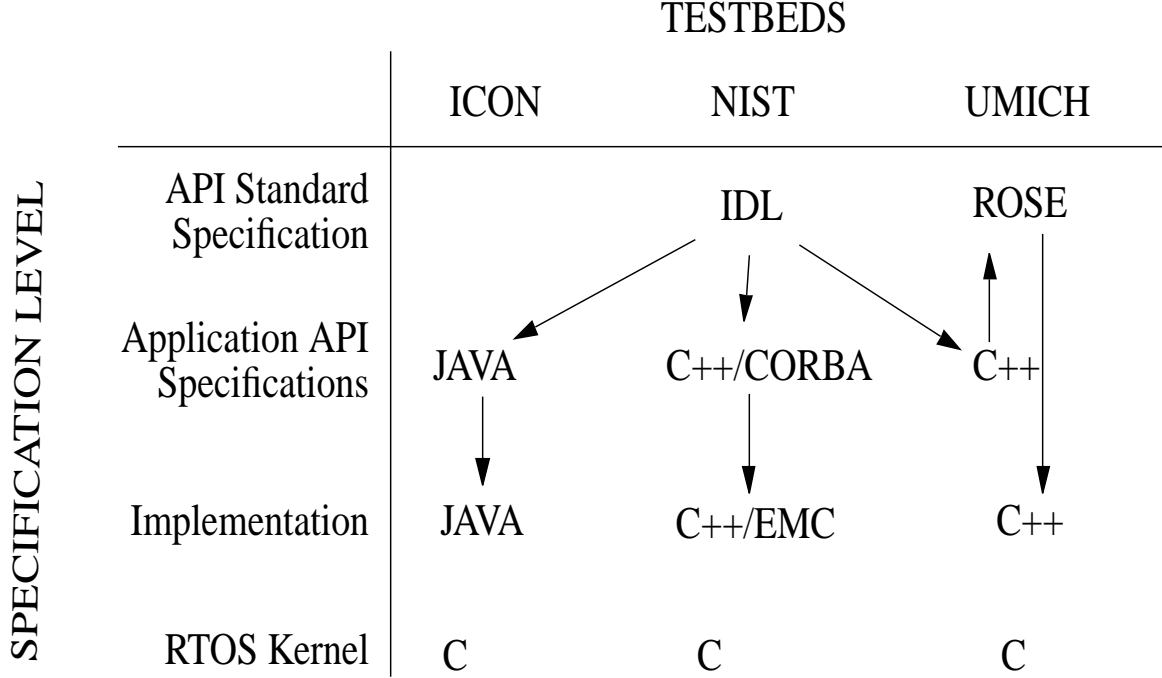 TESTBEDS
ICON NIST UMICH
SPECIFICATION LEVEL
API Standard
Specification
IDL ROSE
Application API
Specifications
JAVA C++/CORBA C++
Implementation JAVA C++/EMC C++
RTOS Kernel C C C